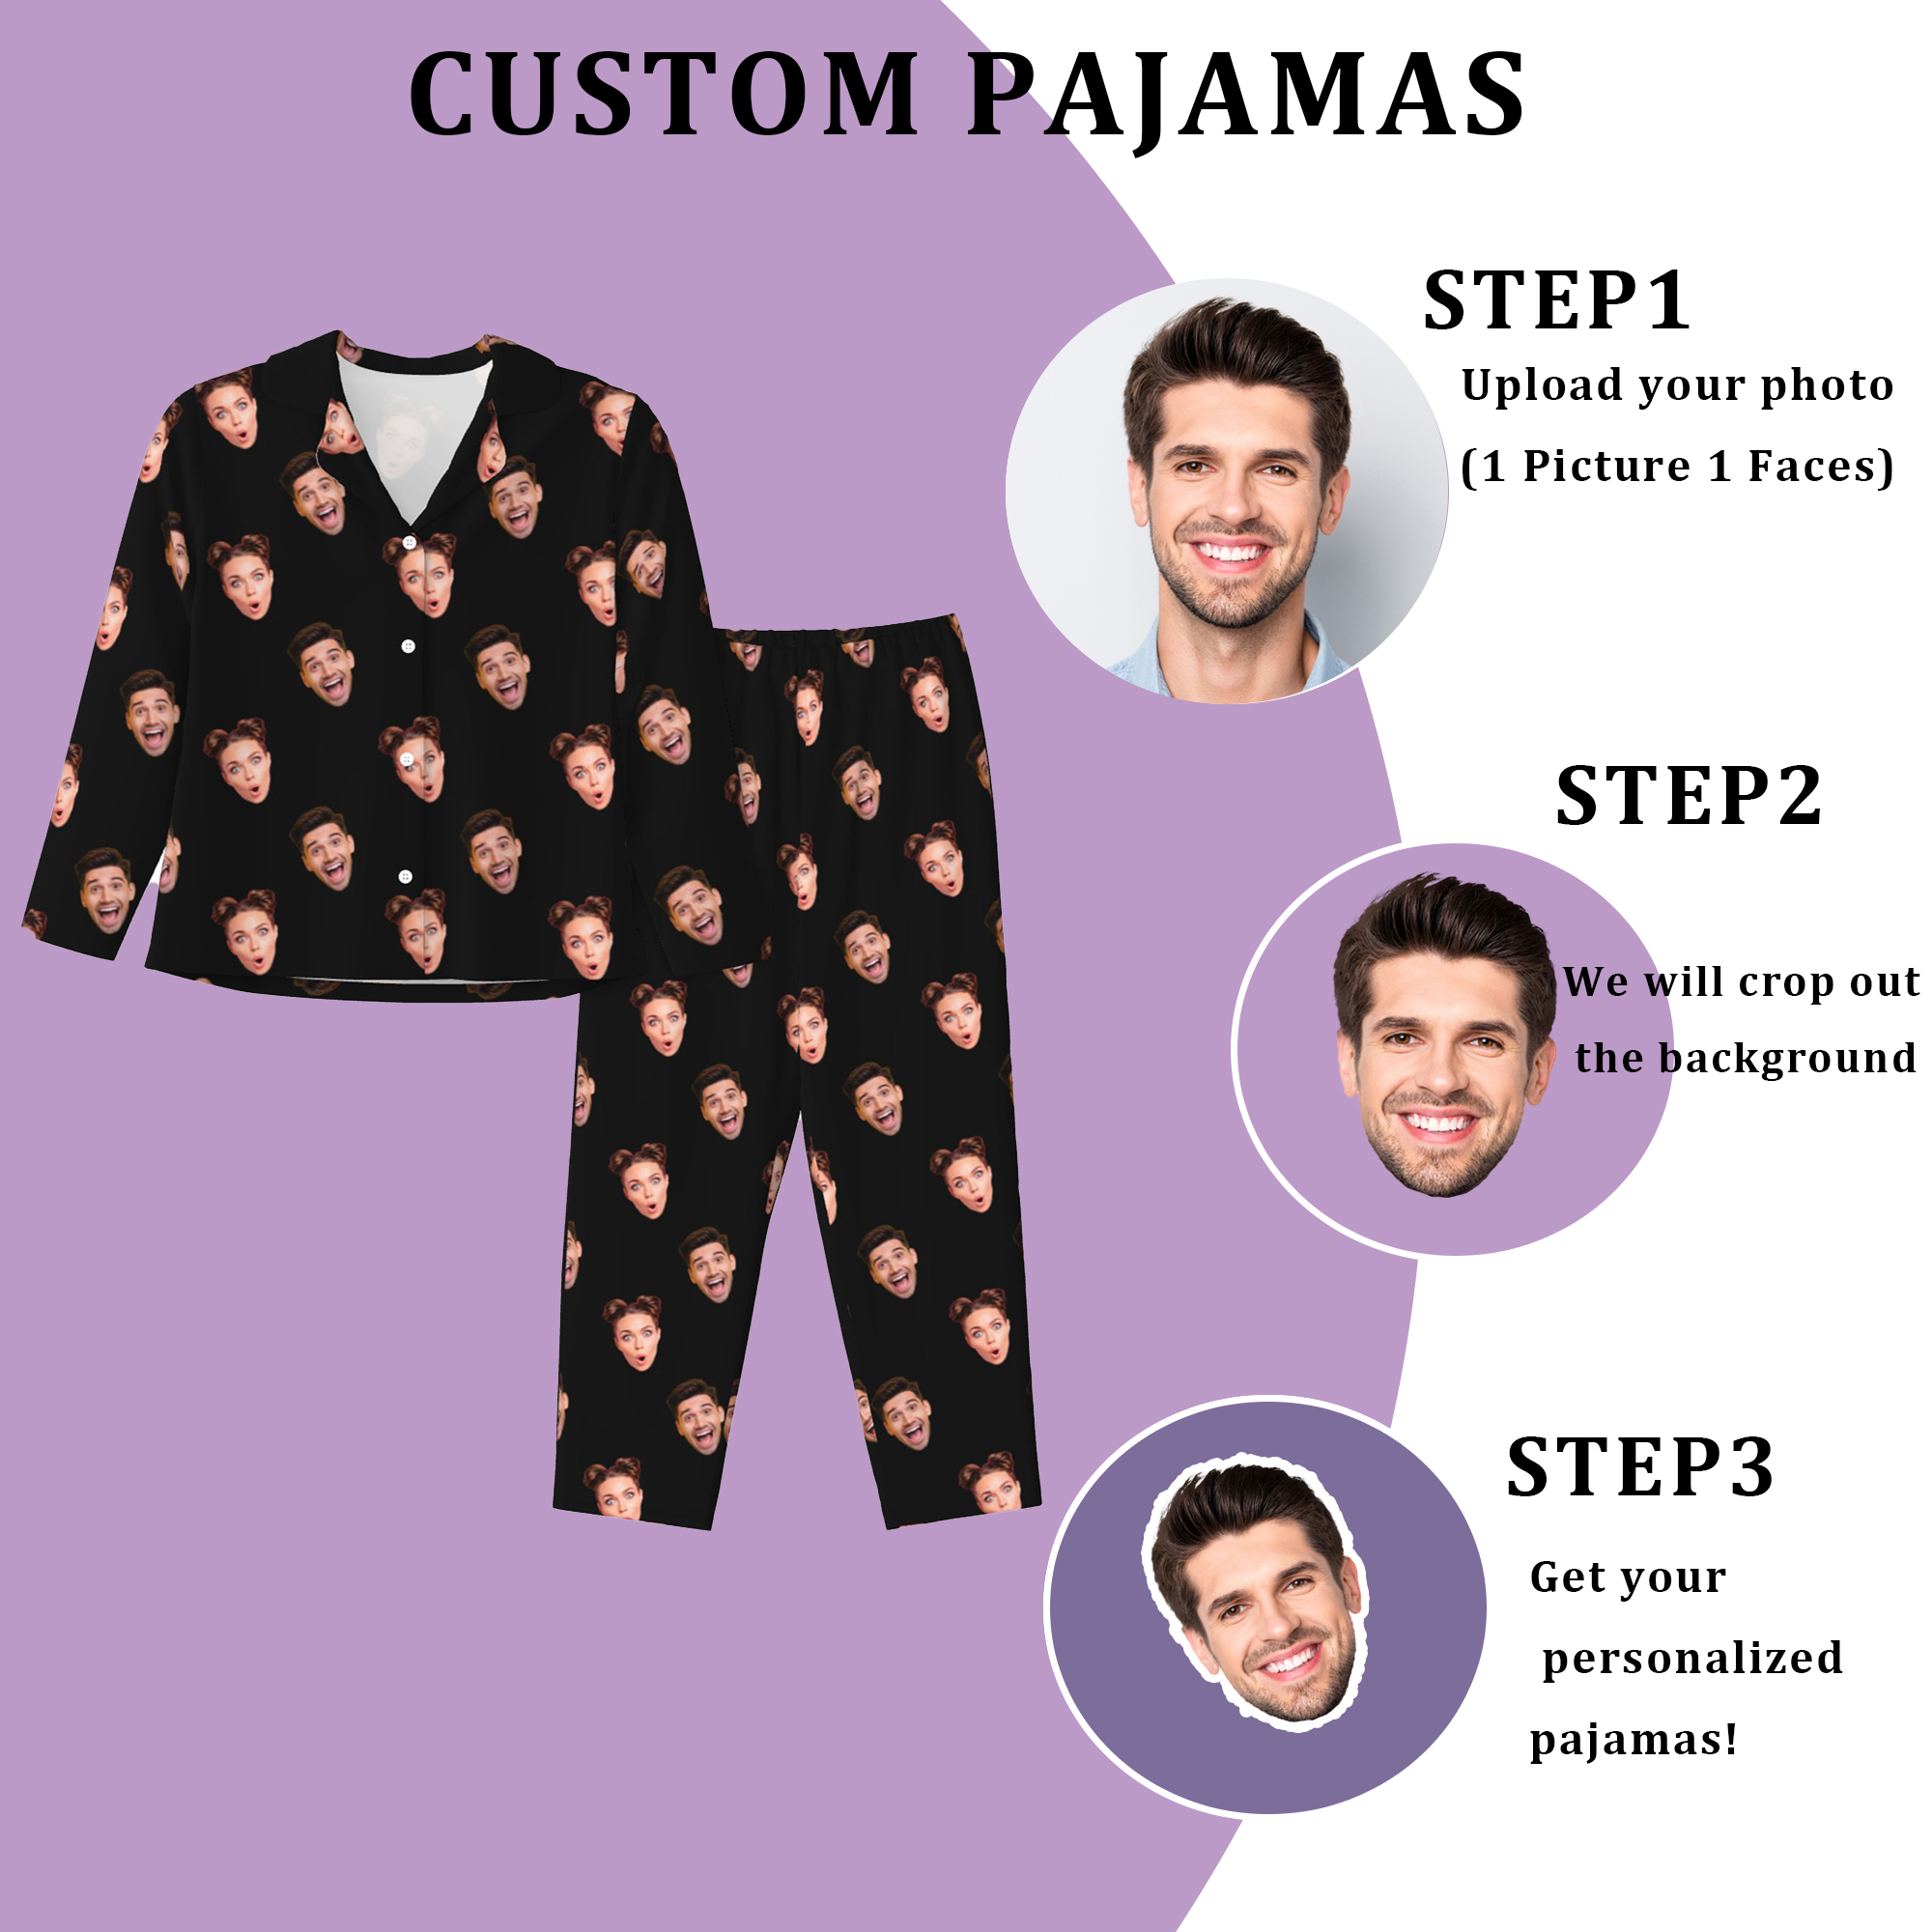 CUSTOM PAJAMAS
STEP1
Upload your photo
(1 Picture 1 Faces)
STEP2
We will crop out
the background
STEP3
Get your
personalized
pajamas!